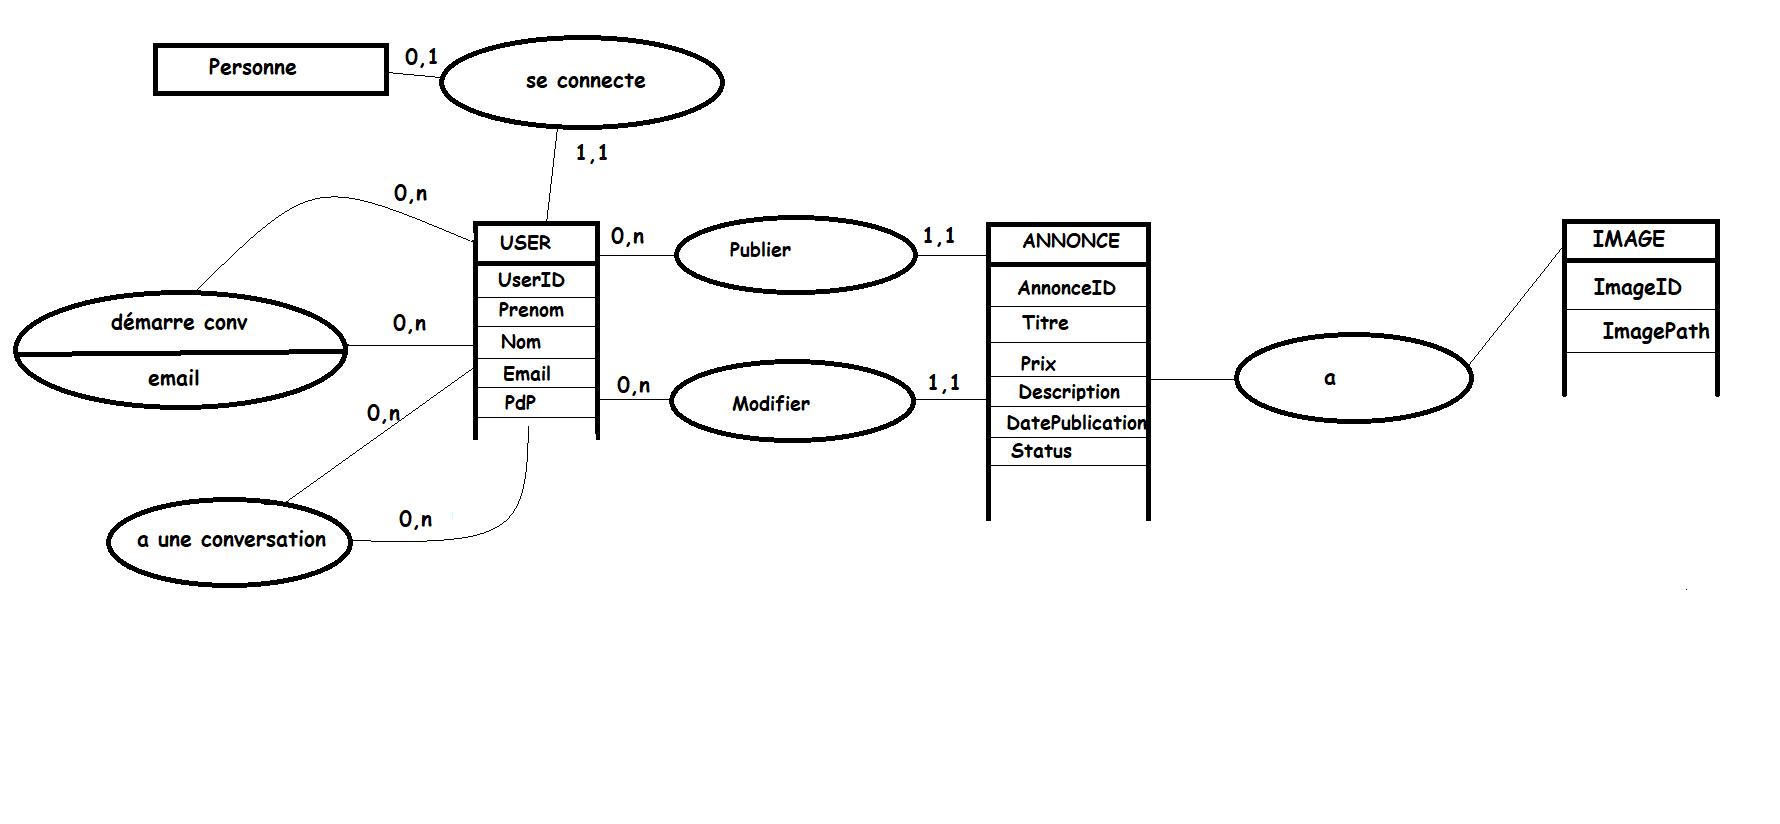 Personne
0,1
se connecte
1,1
0,n
démarre conv
email
0,n
0,n
a une conversation
0,n
USER
UserID
Prenom
Nom
Email
PdP
0,n
Publier
1,1
0,n
Modifier
1,1
ANNONCE
AnnonceID
Titre
Prix
Description
DatePublication
Status
a
IMAGE
ImageID
ImagePath